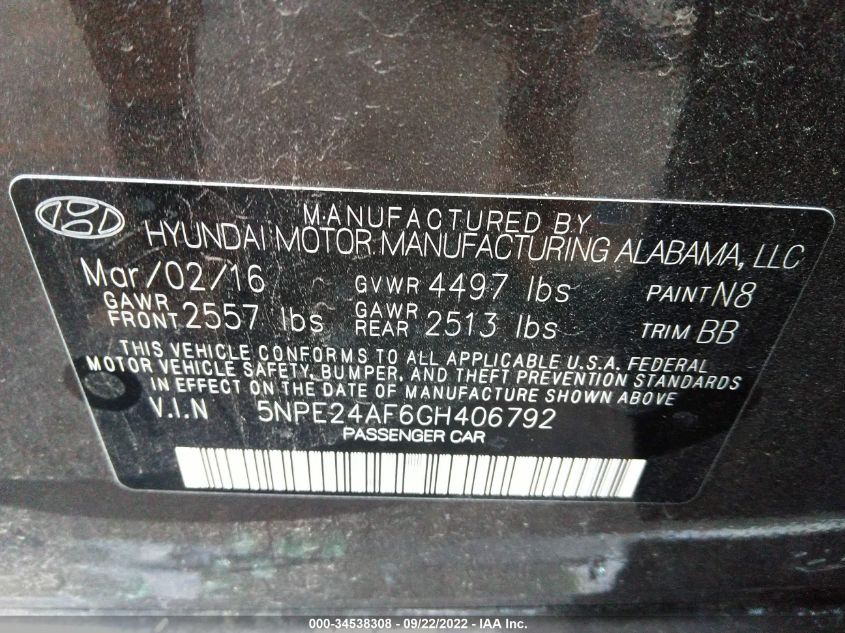 MANUFACTURED BY
HYUNDAI MOTOR MANUFACTURING ALABAMA, LLC
Mar/02/16 GVWR 4497 lbs PAINT N8
GAWR FRONT 2557 lbs GAWR REAR 2513 lbs TRIM BB
THIS VEHICLE CONFORMS TO ALL APPLICABLE U.S.A. FEDERAL
MOTOR VEHICLE SAFETY, BUMPER, AND THEFT PREVENTION STANDARDS
IN EFFECT ON THE DATE OF MANUFACTURE SHOWN ABOVE
V.I.N 5NPE24AF6GH406792
PASSENGER CAR
000-34538308 - 09/22/2022 - IAA Inc.